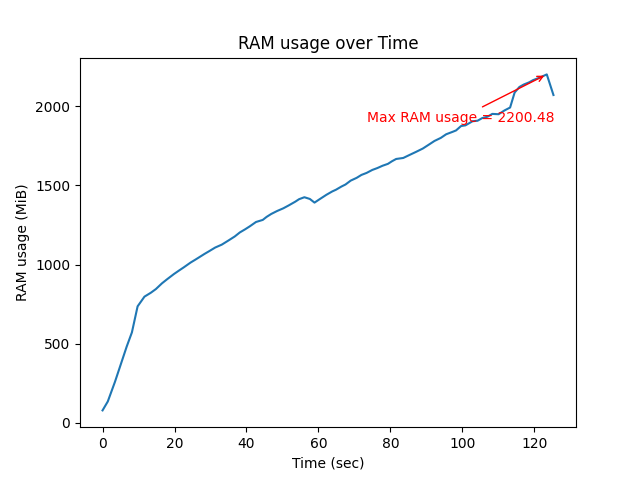 RAM usage over Time
Max RAM usage = 2200.48
RAM usage (MiB)
2000
1500
1000
500
0
0 20 40 60 80 100 120
Time (sec)